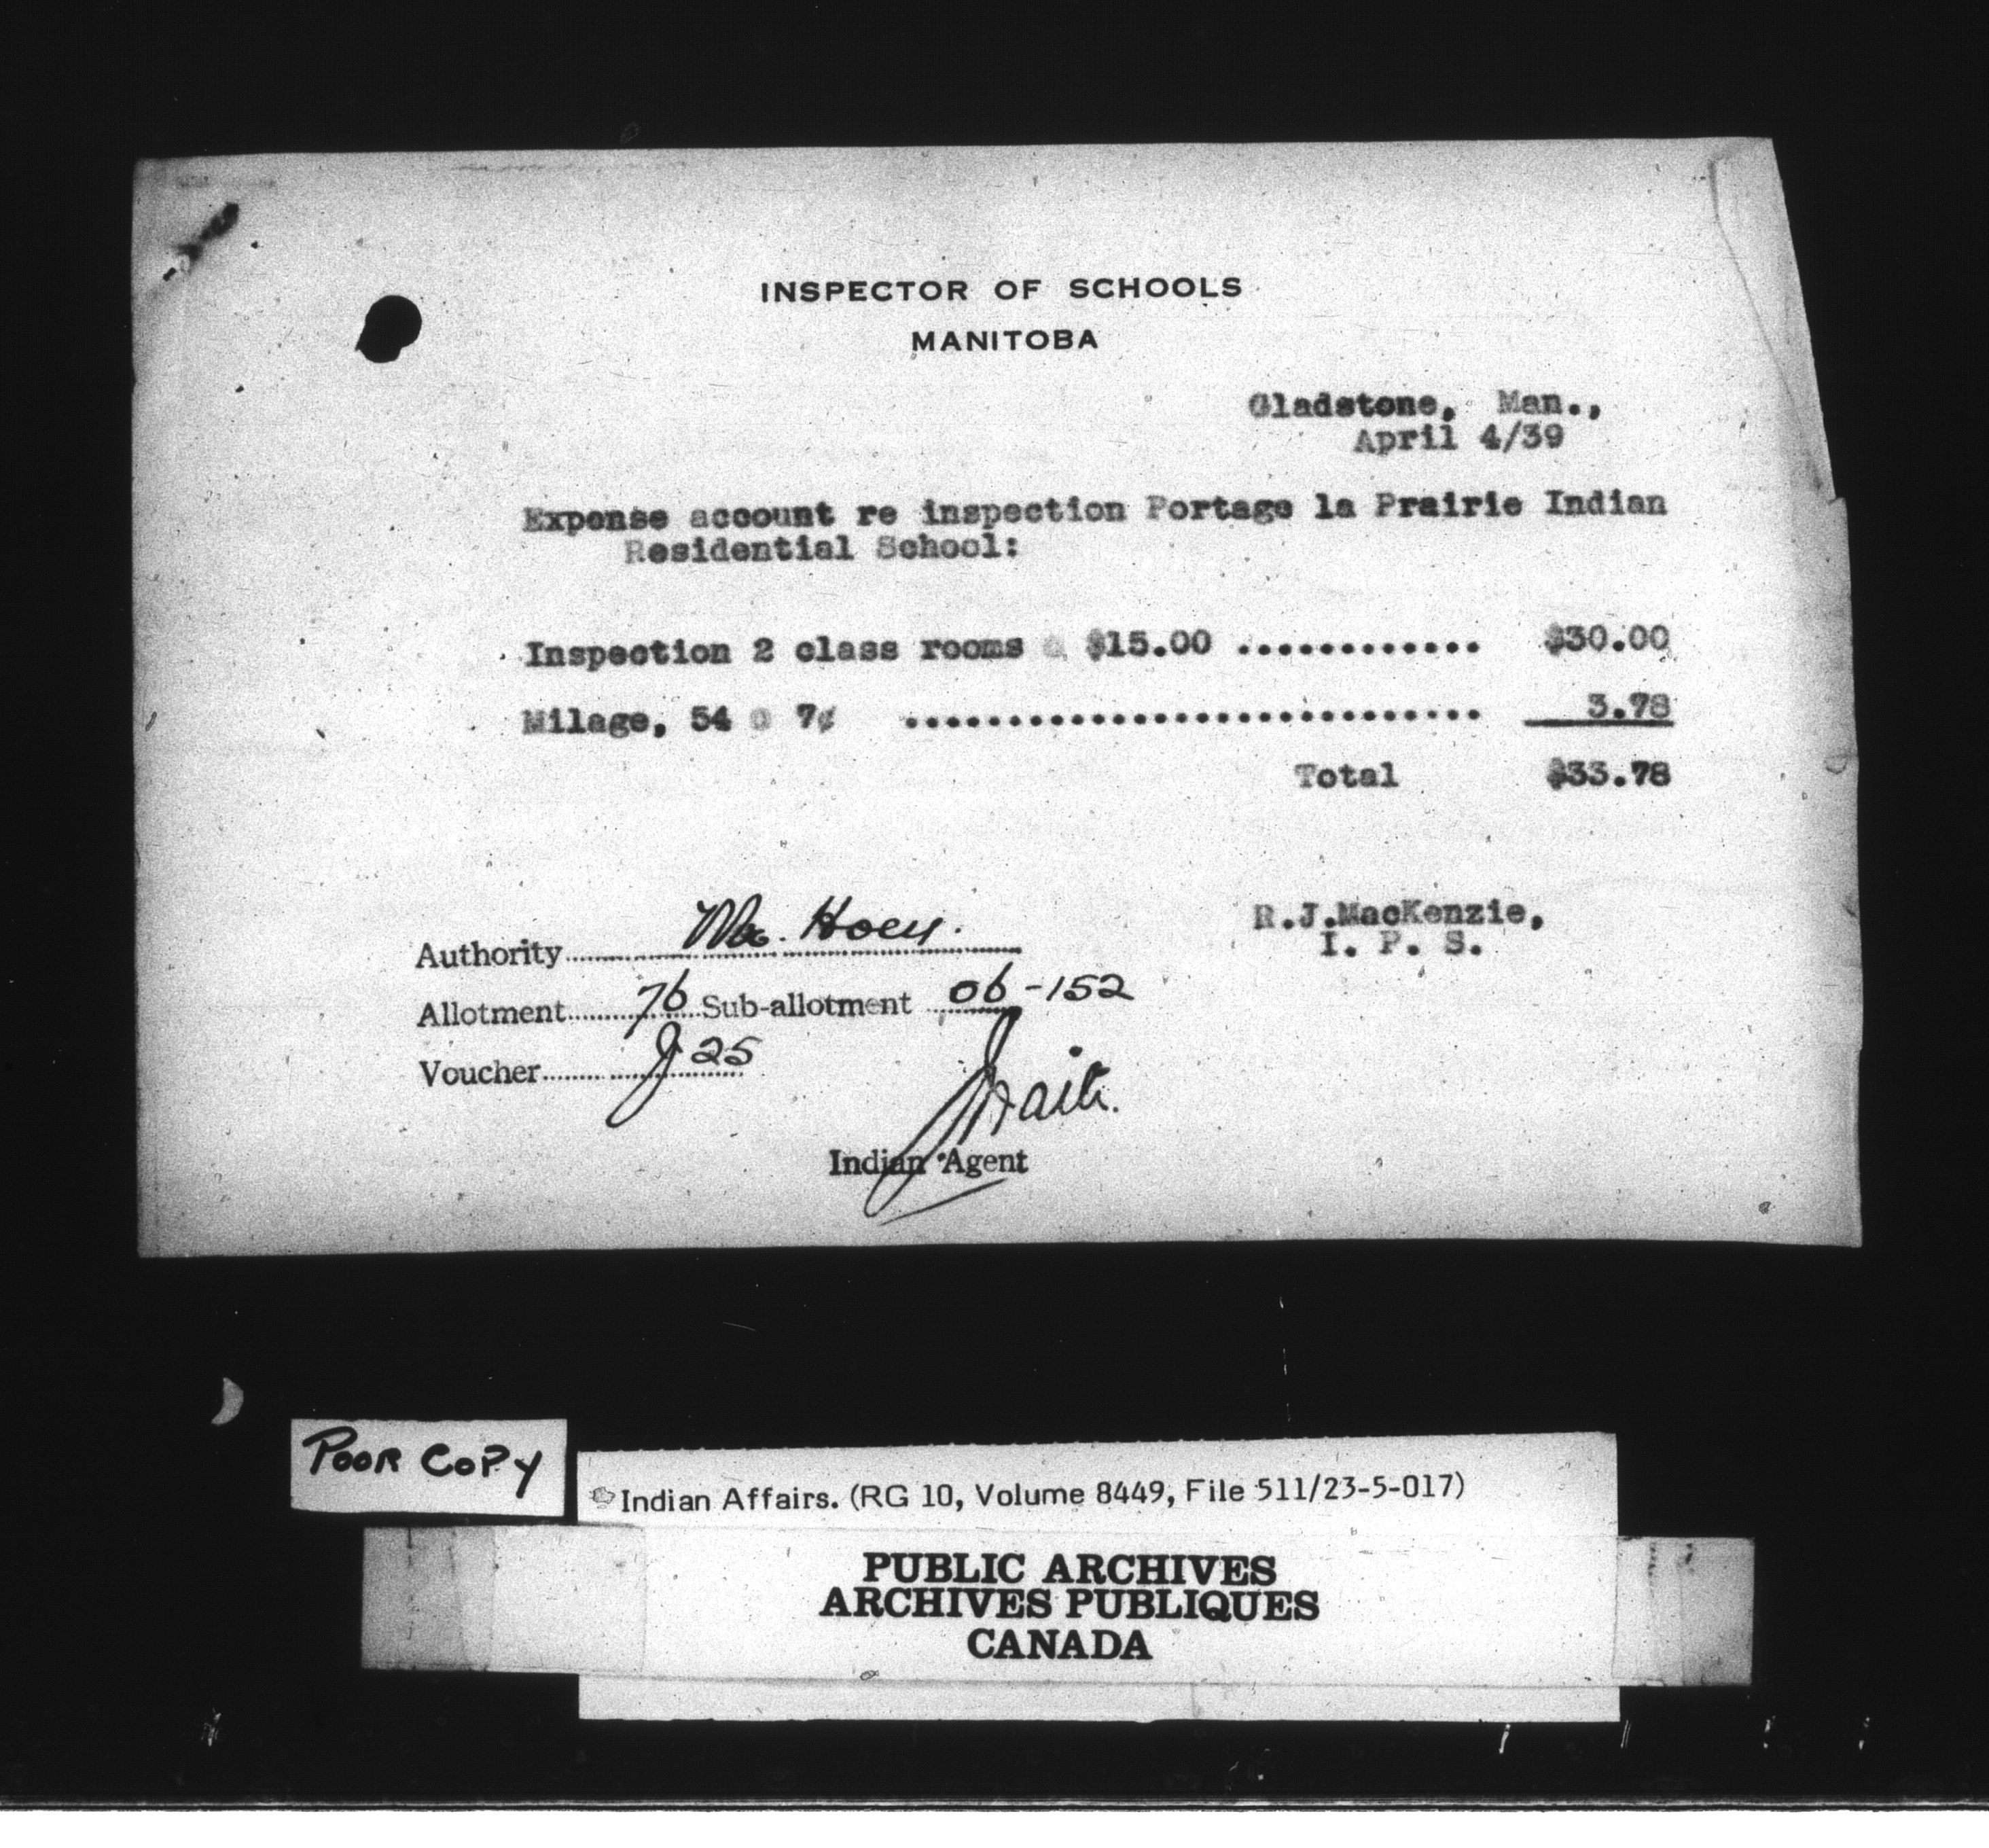 INSPECTOR OF SCHOOLS
MANITOBA
Gladstone, Man.,
April 4/39
Expense account re inspection Portage la Prairie Indian
Residential School:
Inspection 2 class rooms @ $15.00 ............ $30.00
Milage, 54 @ 7¢ ............................ 3.78
Total $33.78
R.J.MacKenzie,
I. P. S.
Authority Mr. Hoey.
Allotment 76 Sub-allotment 06-152
Voucher J 25
Indian Agent
POOR COPY
Indian Affairs. (RG 10, Volume 8449, File 511/23-5-017)
PUBLIC ARCHIVES
ARCHIVES PUBLIQUES
CANADA